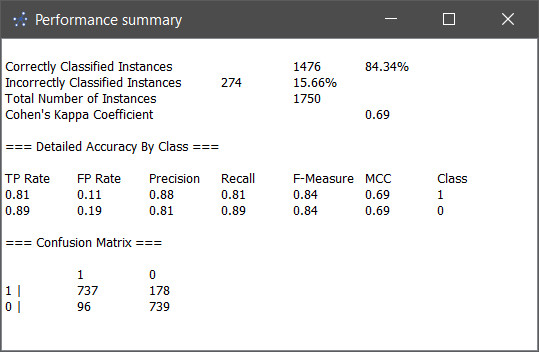 Performance summary
Correctly Classified Instances 1476 84.34%
Incorrectly Classified Instances 274 15.66%
Total Number of Instances 1750
Cohen's Kappa Coefficient 0.69
=== Detailed Accuracy By Class ===
TP Rate FP Rate Precision Recall F-Measure MCC Class
0.81 0.11 0.88 0.81 0.84 0.69 1
0.89 0.19 0.81 0.89 0.84 0.69 0
=== Confusion Matrix ===
1 0
1 | 737 178
0 | 96 739